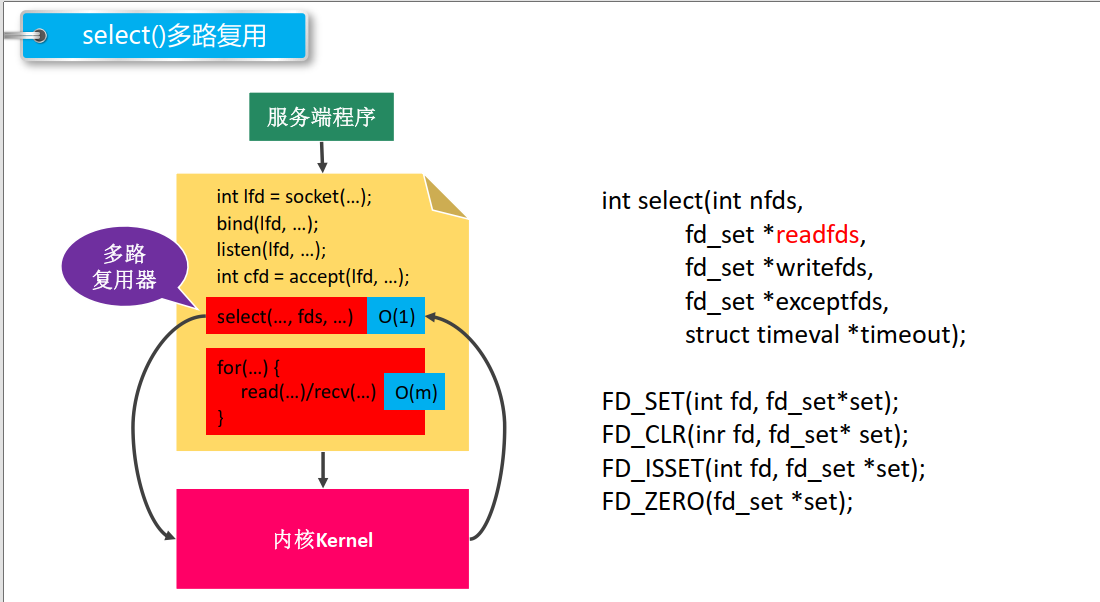 select()多路复用
服务端程序
int lfd = socket(...);
bind(lfd, ...);
listen(lfd, ...);
int cfd = accept(lfd, ...);
多路
复用器
select(..., fds, ...) O(1)
for(...) {
read(...)/recv(...) O(m)
}
内核Kernel
int select(int nfds,
fd_set *readfds,
fd_set *writefds,
fd_set *exceptfds,
struct timeval *timeout);
FD_SET(int fd, fd_set*set);
FD_CLR(inr fd, fd_set* set);
FD_ISSET(int fd, fd_set *set);
FD_ZERO(fd_set *set);